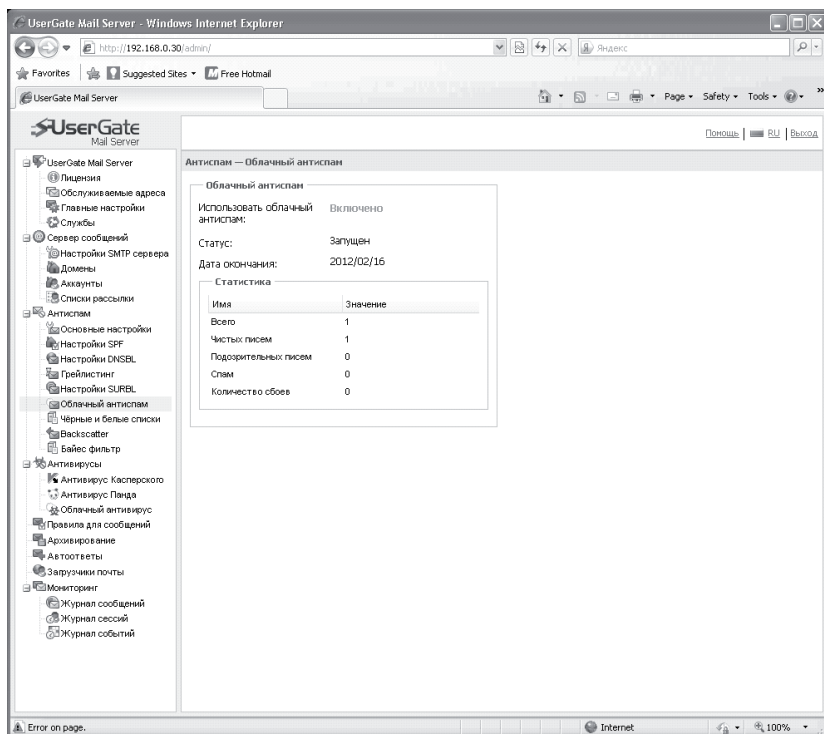 UserGate Mail Server - Windows Internet Explorer
http://192.168.0.30/admin/
Яндекс
Favorites
Suggested Sites
Free Hotmail
UserGate Mail Server
Page
Safety
Tools
»
UserGate
Mail Server
Помощь | RU | Выход
UserGate Mail Server
Лицензия
Обслуживаемые адреса
Главные настройки
Службы
Сервер сообщений
Настройки SMTP сервера
Домены
Аккаунты
Списки рассылки
Антиспам
Основные настройки
Настройки SPF
Настройки DNSBL
Грейлистинг
Настройки SURBL
Облачный антиспам
Чёрные и белые списки
Backscatter
Байес фильтр
Антивирусы
Антивирус Касперского
Антивирус Панда
Облачный антивирус
Правила для сообщений
Архивирование
Автоответы
Загрузчики почты
Мониторинг
Журнал сообщений
Журнал сессий
Журнал событий
Антиспам — Облачный антиспам
Облачный антиспам
Использовать облачный антиспам: Включено
Статус: Запущен
Дата окончания: 2012/02/16
Статистика
Имя Значение
Всего 1
Чистых писем 1
Подозрительных писем 0
Спам 0
Количество сбоев 0
Error on page.
Internet
100%